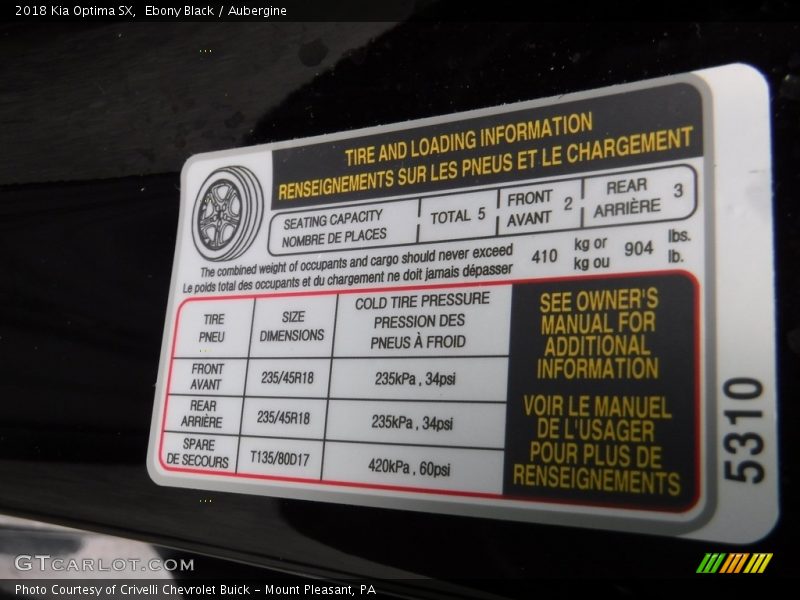 2018 Kia Optima SX, Ebony Black / Aubergine
TIRE AND LOADING INFORMATION
RENSEIGNEMENTS SUR LES PNEUS ET LE CHARGEMENT
SEATING CAPACITY
NOMBRE DE PLACES
TOTAL 5
FRONT
AVANT
2
REAR
ARRIÈRE
3
The combined weight of occupants and cargo should never exceed
Le poids total des occupants et du chargement ne doit jamais dépasser
410
kg or
kg ou
904
lbs.
lb.
TIRE
PNEU
SIZE
DIMENSIONS
COLD TIRE PRESSURE
PRESSION DES
PNEUS À FROID
FRONT
AVANT
235/45R18
235kPa , 34psi
REAR
ARRIÈRE
235/45R18
235kPa , 34psi
SPARE
DE SECOURS
T135/80D17
420kPa , 60psi
SEE OWNER'S
MANUAL FOR
ADDITIONAL
INFORMATION
VOIR LE MANUEL
DE L'USAGER
POUR PLUS DE
RENSEIGNEMENTS
5310
GTCARLOT.COM
Photo Courtesy of Crivelli Chevrolet Buick - Mount Pleasant, PA